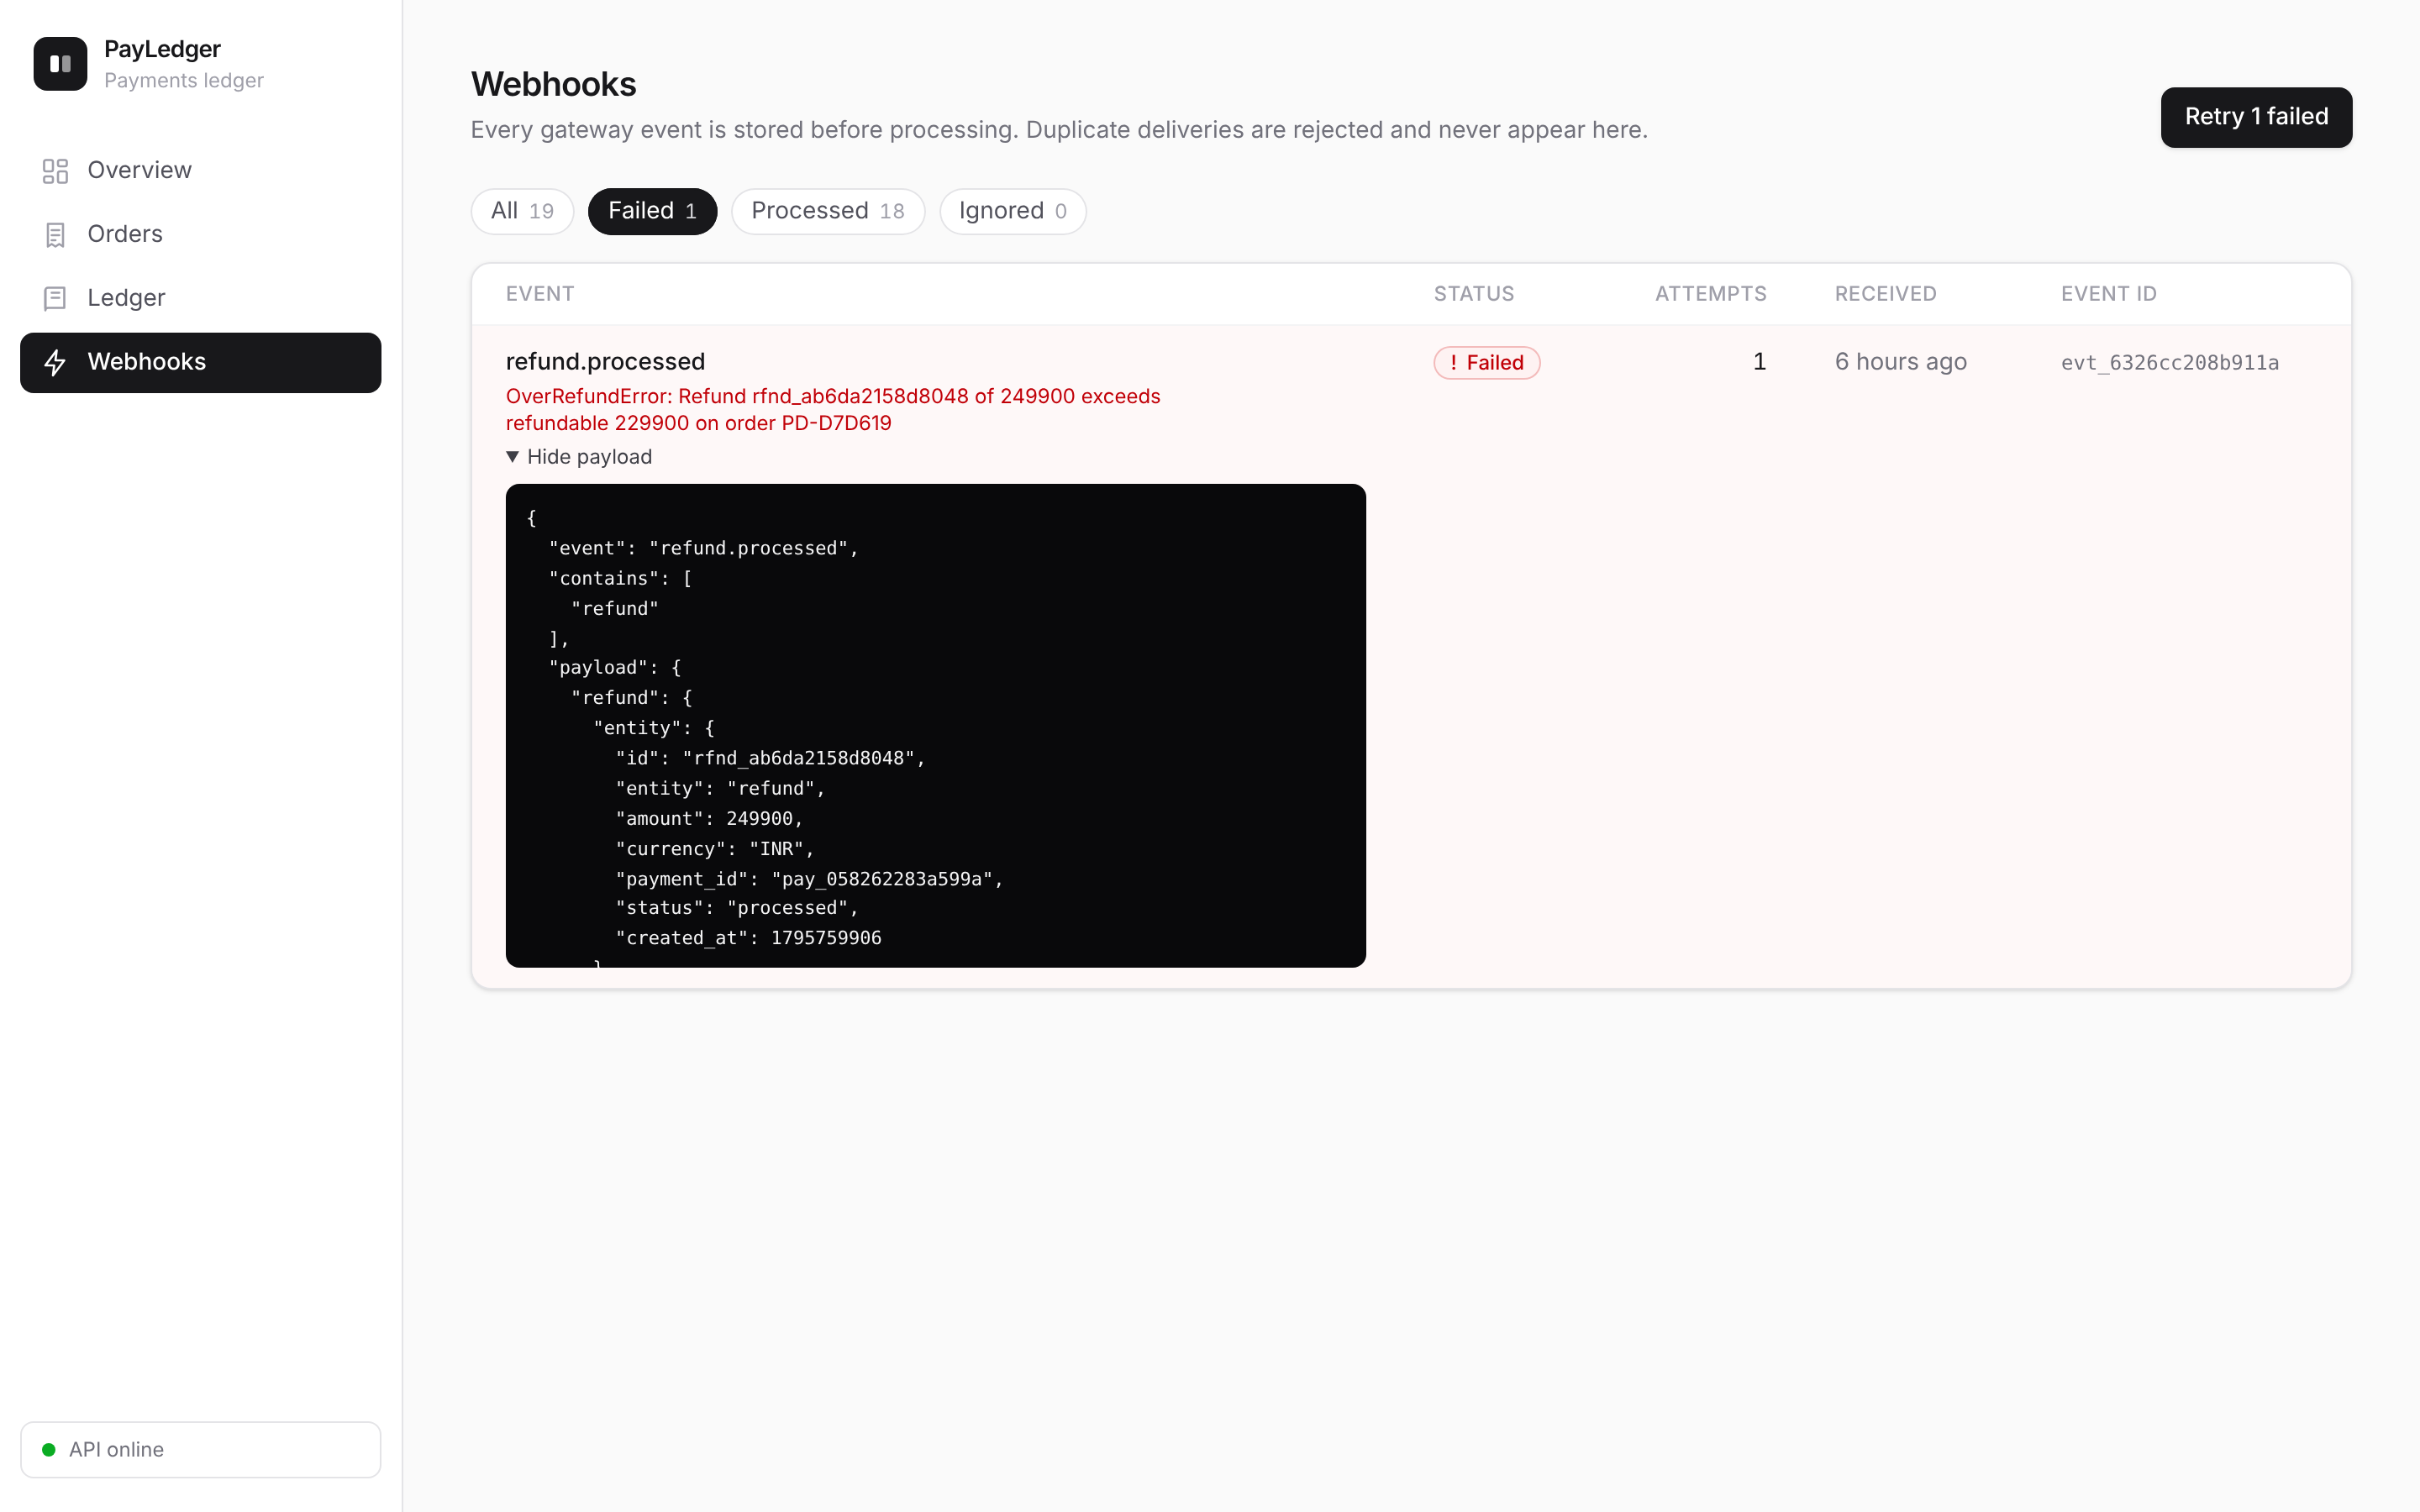 PayLedger
Payments ledger
Overview
Orders
Ledger
Webhooks
API online
Webhooks
Every gateway event is stored before processing. Duplicate deliveries are rejected and never appear here.
Retry 1 failed
All 19
Failed 1
Processed 18
Ignored 0
EVENT STATUS ATTEMPTS RECEIVED EVENT ID
refund.processed ! Failed 1 6 hours ago evt_6326cc208b911a
OverRefundError: Refund rfnd_ab6da2158d8048 of 249900 exceeds
refundable 229900 on order PD-D7D619
▼ Hide payload
{
  "event": "refund.processed",
  "contains": [
    "refund"
  ],
  "payload": {
    "refund": {
      "entity": {
        "id": "rfnd_ab6da2158d8048",
        "entity": "refund",
        "amount": 249900,
        "currency": "INR",
        "payment_id": "pay_058262283a599a",
        "status": "processed",
        "created_at": 1795759906
      }